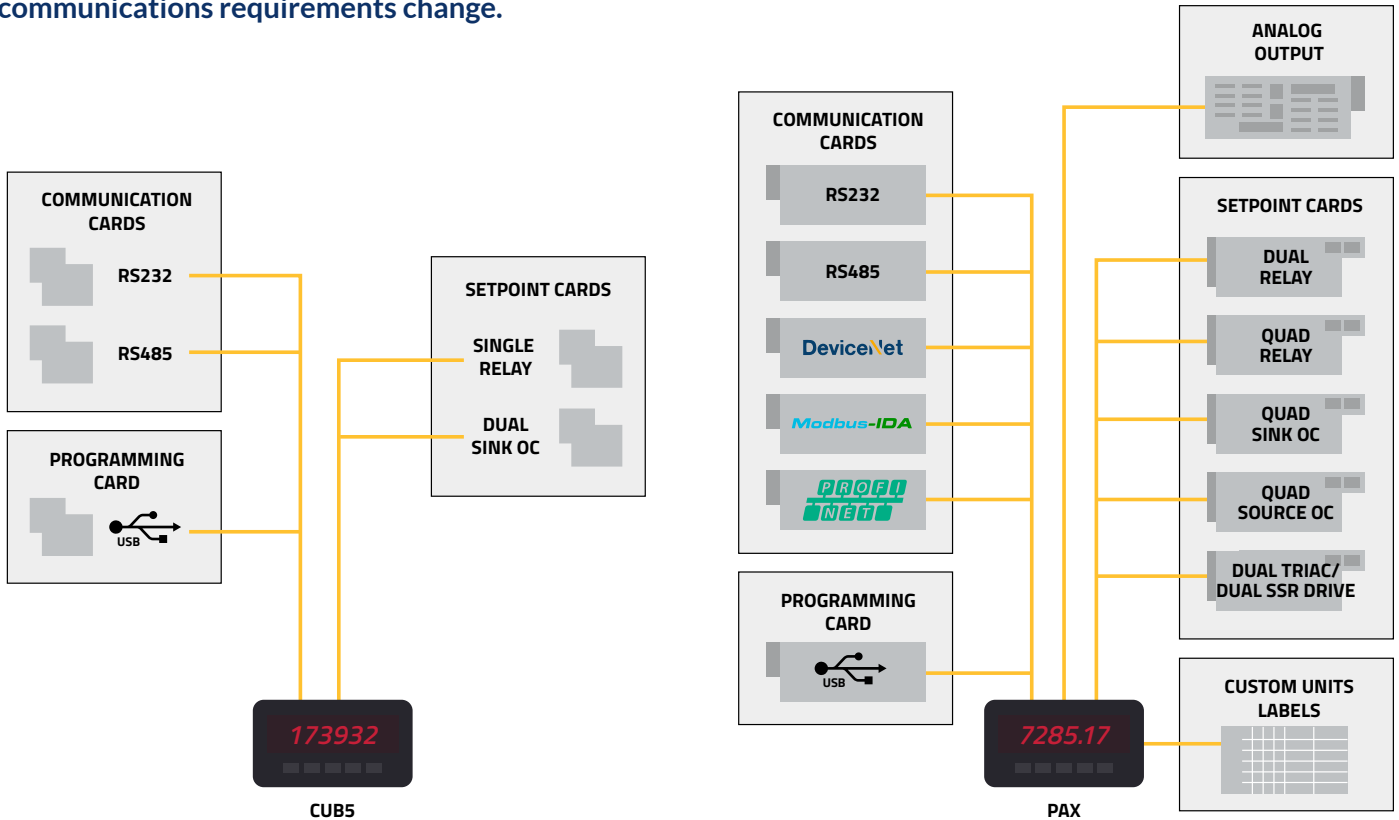 communications requirements change.
COMMUNICATION
CARDS
RS232
RS485
PROGRAMMING
CARD
USB
SETPOINT CARDS
SINGLE
RELAY
DUAL
SINK OC
173932
CUB5
COMMUNICATION
CARDS
RS232
RS485
DeviceNet
Modbus-IDA
PROFI
NET
PROGRAMMING
CARD
USB
ANALOG
OUTPUT
SETPOINT CARDS
DUAL
RELAY
QUAD
RELAY
QUAD
SINK OC
QUAD
SOURCE OC
DUAL TRIAC/
DUAL SSR DRIVE
CUSTOM UNITS
LABELS
7285.17
PAX